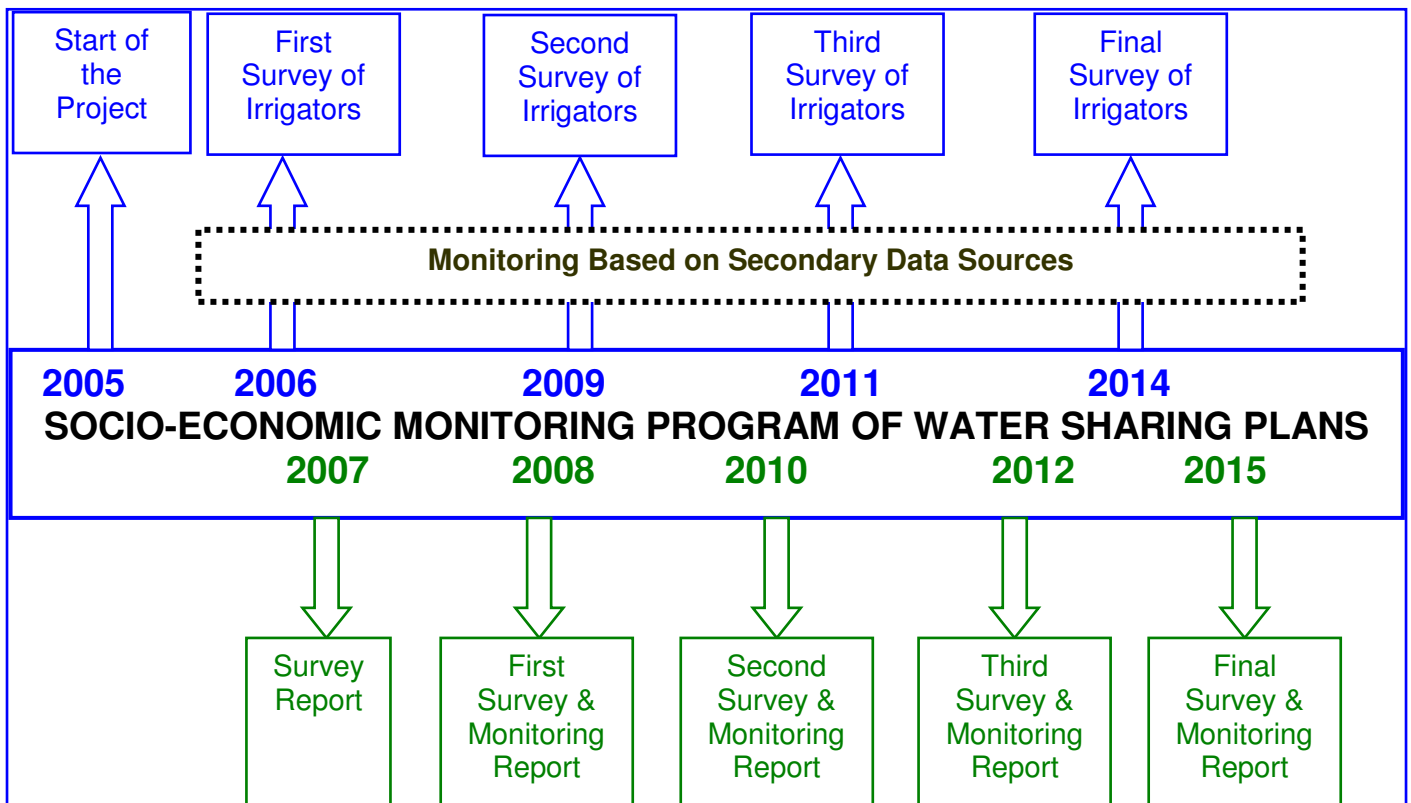 Start of
the
Project
First
Survey of
Irrigators
Second
Survey of
Irrigators
Third
Survey of
Irrigators
Final
Survey of
Irrigators
Monitoring Based on Secondary Data Sources
2005 2006 2009 2011 2014
SOCIO-ECONOMIC MONITORING PROGRAM OF WATER SHARING PLANS
2007 2008 2010 2012 2015
Survey
Report
First
Survey &
Monitoring
Report
Second
Survey &
Monitoring
Report
Third
Survey &
Monitoring
Report
Final
Survey &
Monitoring
Report